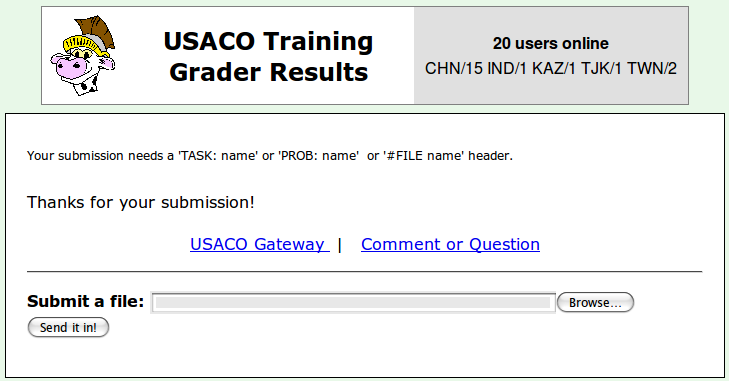 USACO Training
Grader Results
20 users online
CHN/15 IND/1 KAZ/1 TJK/1 TWN/2
Your submission needs a 'TASK: name' or 'PROB: name'  or '#FILE name' header.
Thanks for your submission!
USACO Gateway  |  Comment or Question
Submit a file: Browse...
Send it in!